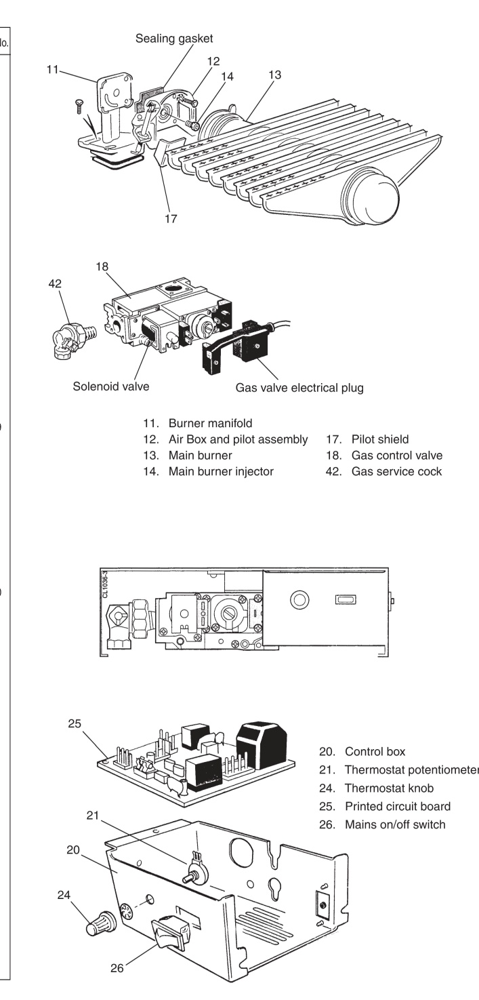 No.
Sealing gasket
11
12
14
13
17
18
42
Solenoid valve
Gas valve electrical plug
11. Burner manifold
12. Air Box and pilot assembly
13. Main burner
14. Main burner injector
17. Pilot shield
18. Gas control valve
42. Gas service cock
)
CL1036-3
)
25
20. Control box
21. Thermostat potentiometer
24. Thermostat knob
25. Printed circuit board
26. Mains on/off switch
21
20
24
26